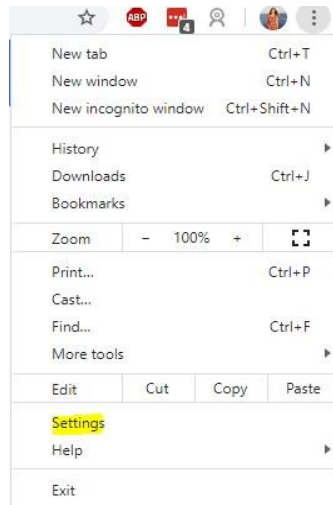 ABP 4
New tab Ctrl+T
New window Ctrl+N
New incognito window Ctrl+Shift+N
History
Downloads Ctrl+J
Bookmarks
Zoom - 100% +
Print... Ctrl+P
Cast...
Find... Ctrl+F
More tools
Edit Cut Copy Paste
Settings
Help
Exit